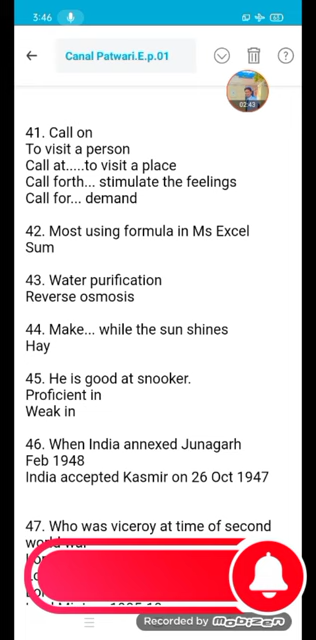 3:46
63
Canal Patwari.E.p.01
?
02:43
41. Call on
To visit a person
Call at.....to visit a place
Call forth... stimulate the feelings
Call for... demand
42. Most using formula in Ms Excel
Sum
43. Water purification
Reverse osmosis
44. Make... while the sun shines
Hay
45. He is good at snooker.
Proficient in
Weak in
46. When India annexed Junagarh
Feb 1948
India accepted Kasmir on 26 Oct 1947
47. Who was viceroy at time of second
world war
Recorded by mobizen